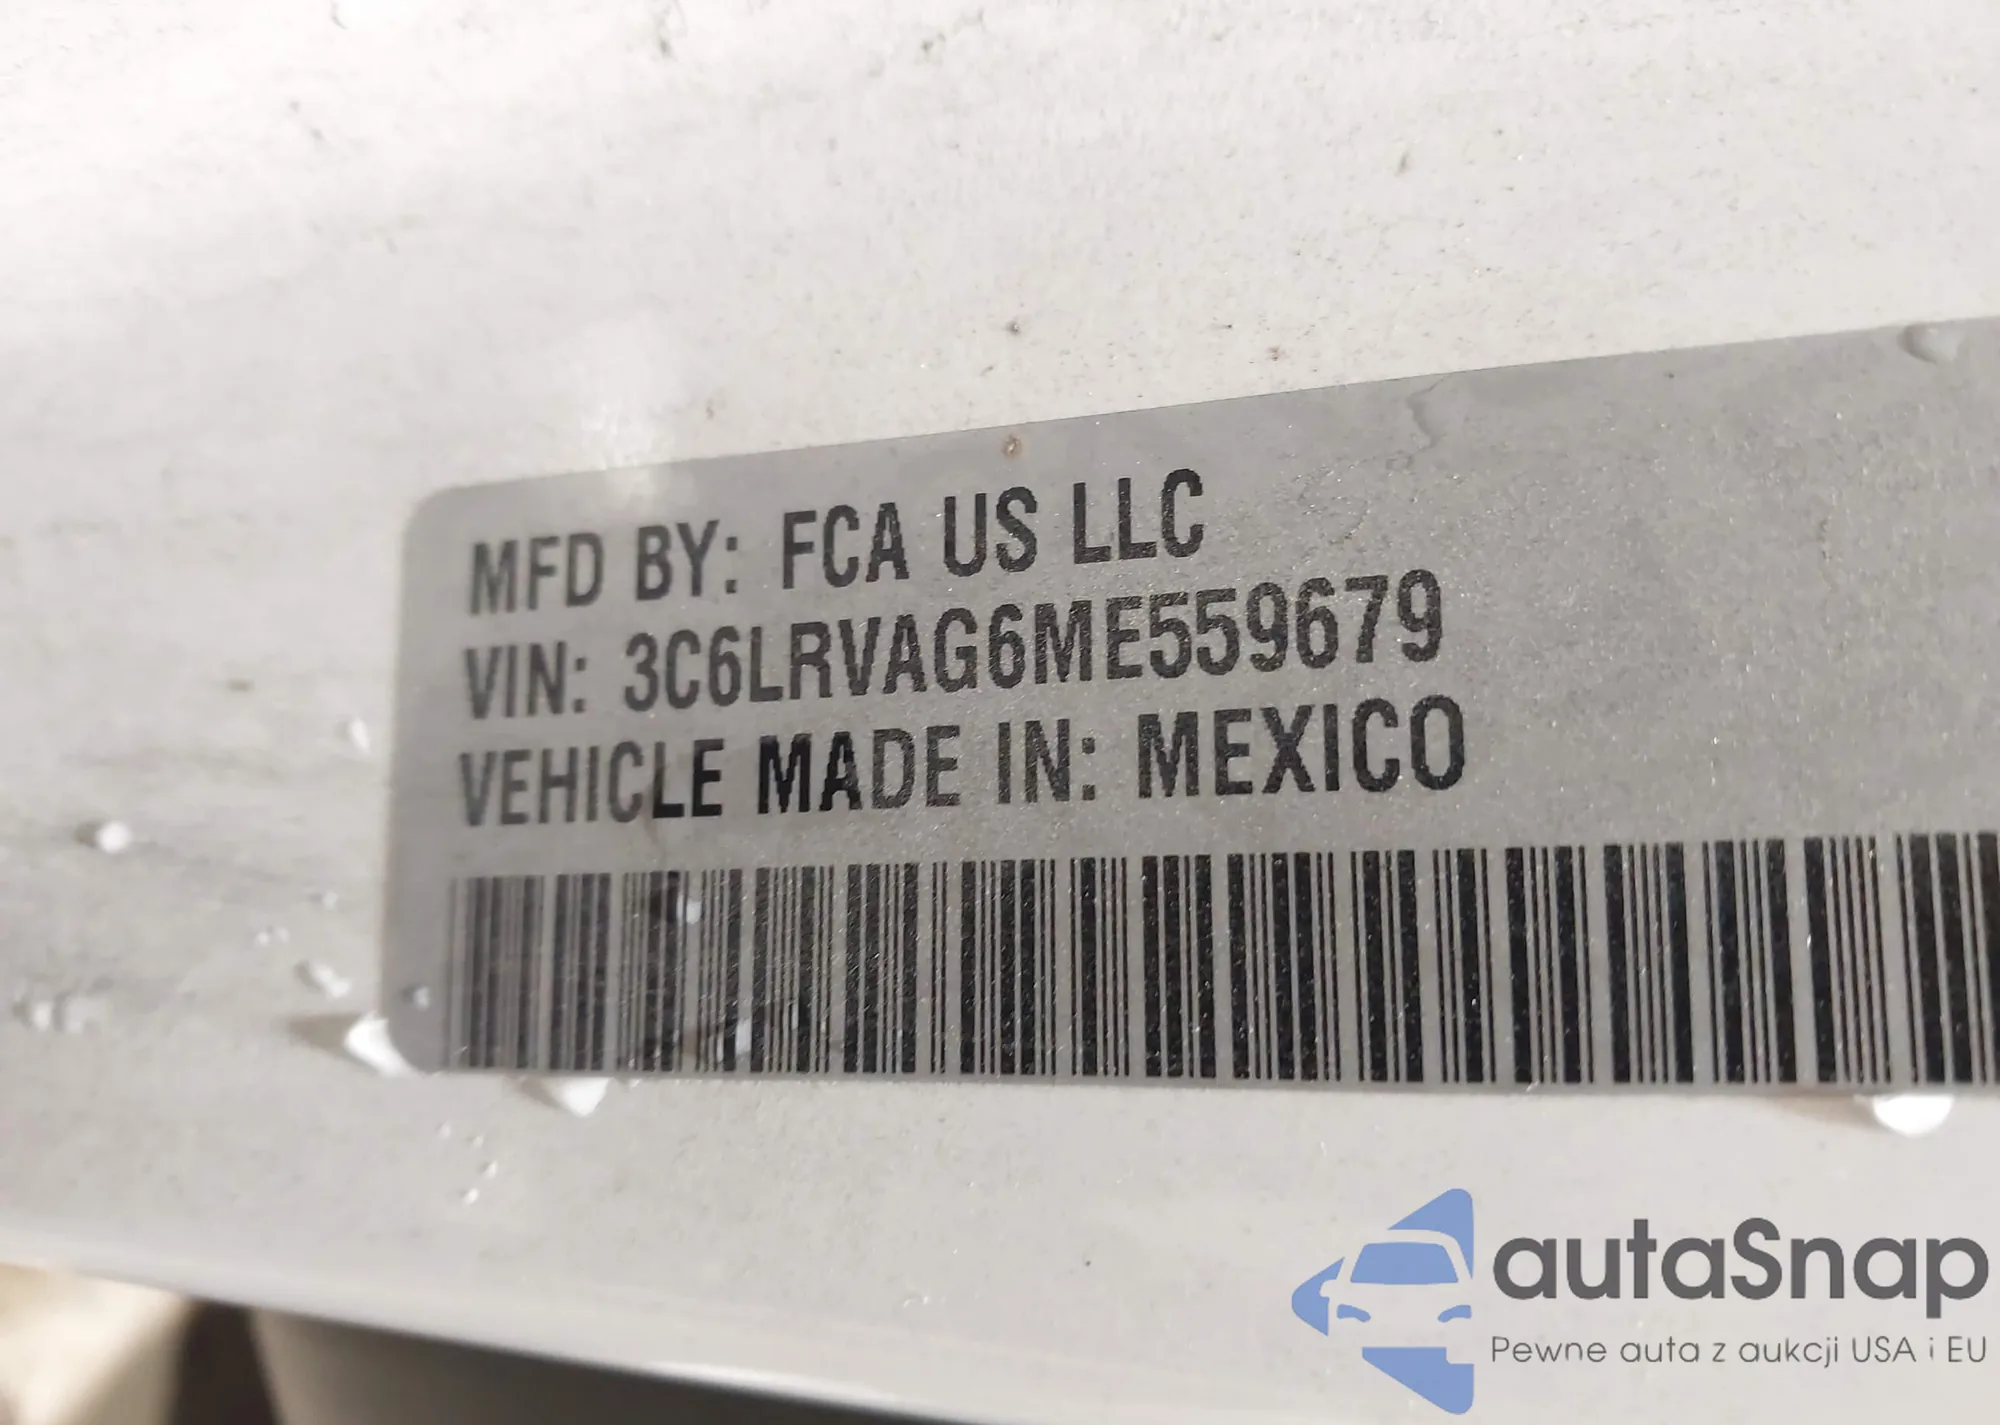 MFD BY: FCA US LLC
VIN: 3C6LRVAG6ME559679
VEHICLE MADE IN: MEXICO
autaSnap
Pewne auta z aukcji USA i EU